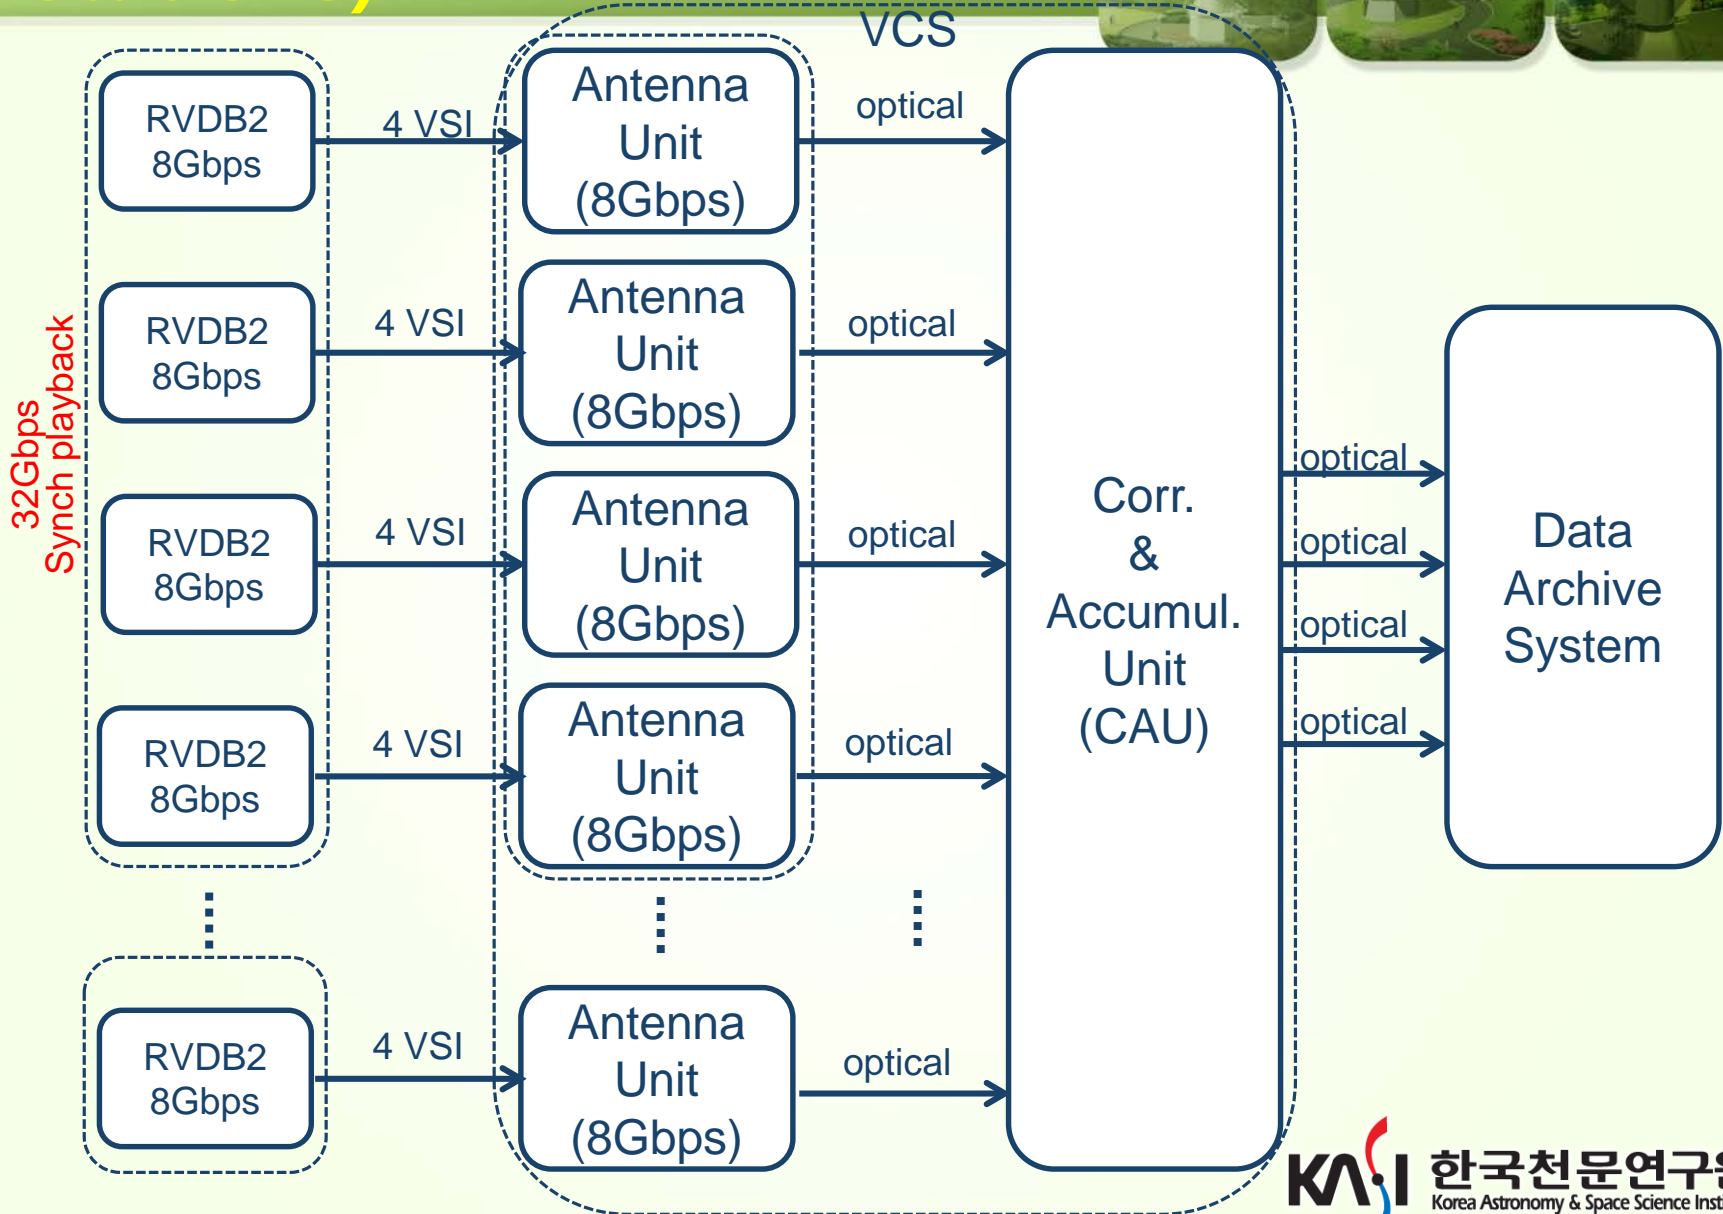 VCS
32Gbps
Synch playback
RVDB2
8Gbps
4 VSI
Antenna
Unit
(8Gbps)
optical
RVDB2
8Gbps
4 VSI
Antenna
Unit
(8Gbps)
optical
RVDB2
8Gbps
4 VSI
Antenna
Unit
(8Gbps)
optical
RVDB2
8Gbps
4 VSI
Antenna
Unit
(8Gbps)
optical
RVDB2
8Gbps
4 VSI
Antenna
Unit
(8Gbps)
optical
Corr.
&
Accumul.
Unit
(CAU)
optical
optical
optical
optical
Data
Archive
System
KASI 한국천문연구원
Korea Astronomy & Space Science